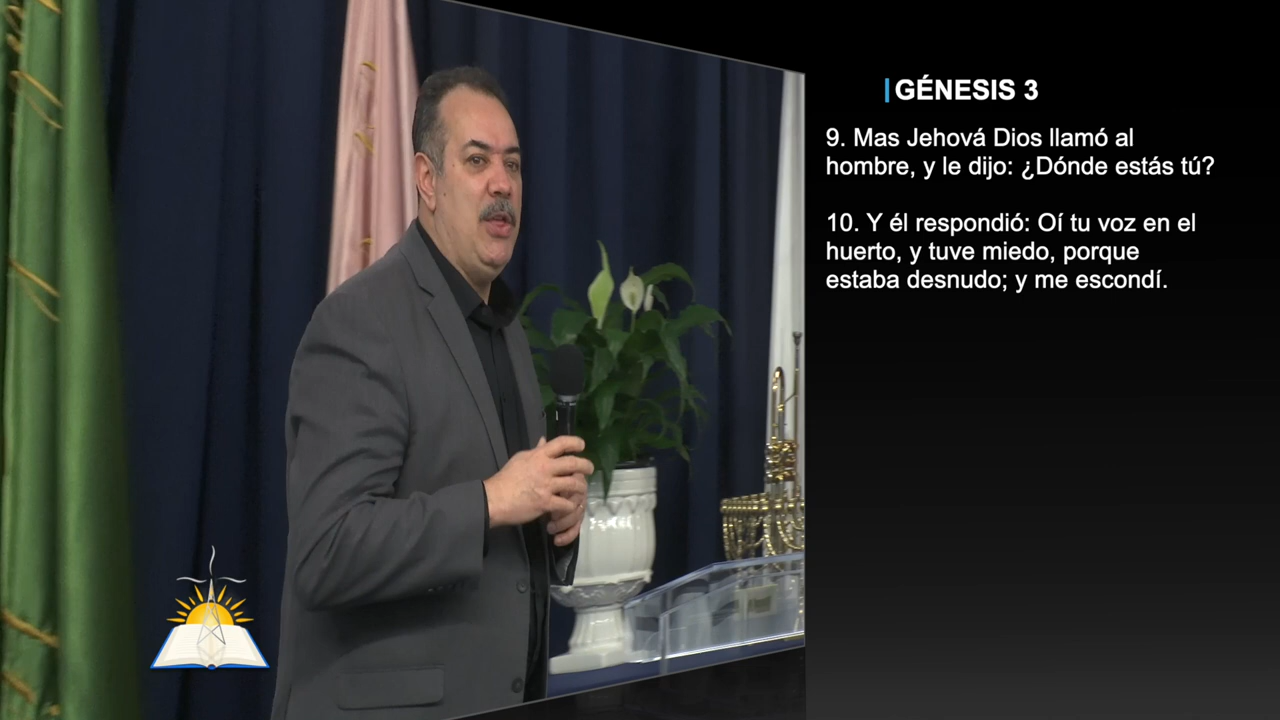 GÉNESIS 3
9. Mas Jehová Dios llamó al
hombre, y le dijo: ¿Dónde estás tú?
10. Y él respondió: Oí tu voz en el
huerto, y tuve miedo, porque
estaba desnudo; y me escondí.